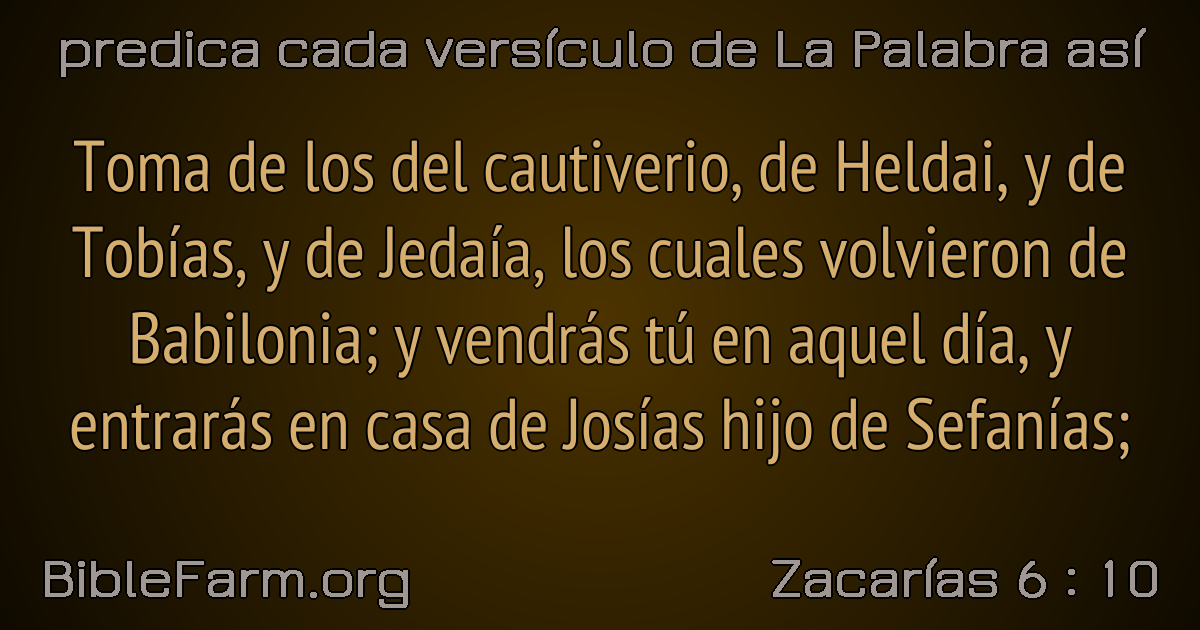 predica cada versículo de La Palabra así
Toma de los del cautiverio, de Heldai, y de
Tobías, y de Jedaía, los cuales volvieron de
Babilonia; y vendrás tú en aquel día, y
entrarás en casa de Josías hijo de Sefanías;
BibleFarm.org
Zacarías 6 : 10